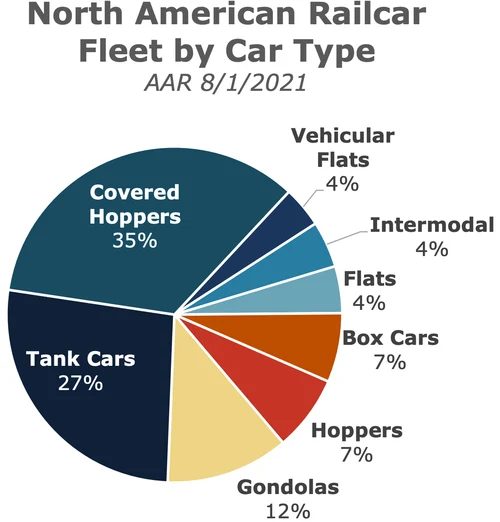 North American Railcar
Fleet by Car Type
AAR 8/1/2021
Vehicular
Flats
4%
Covered
Hoppers
35%
Intermodal
4%
Flats
4%
Box Cars
7%
Tank Cars
27%
Hoppers
7%
Gondolas
12%